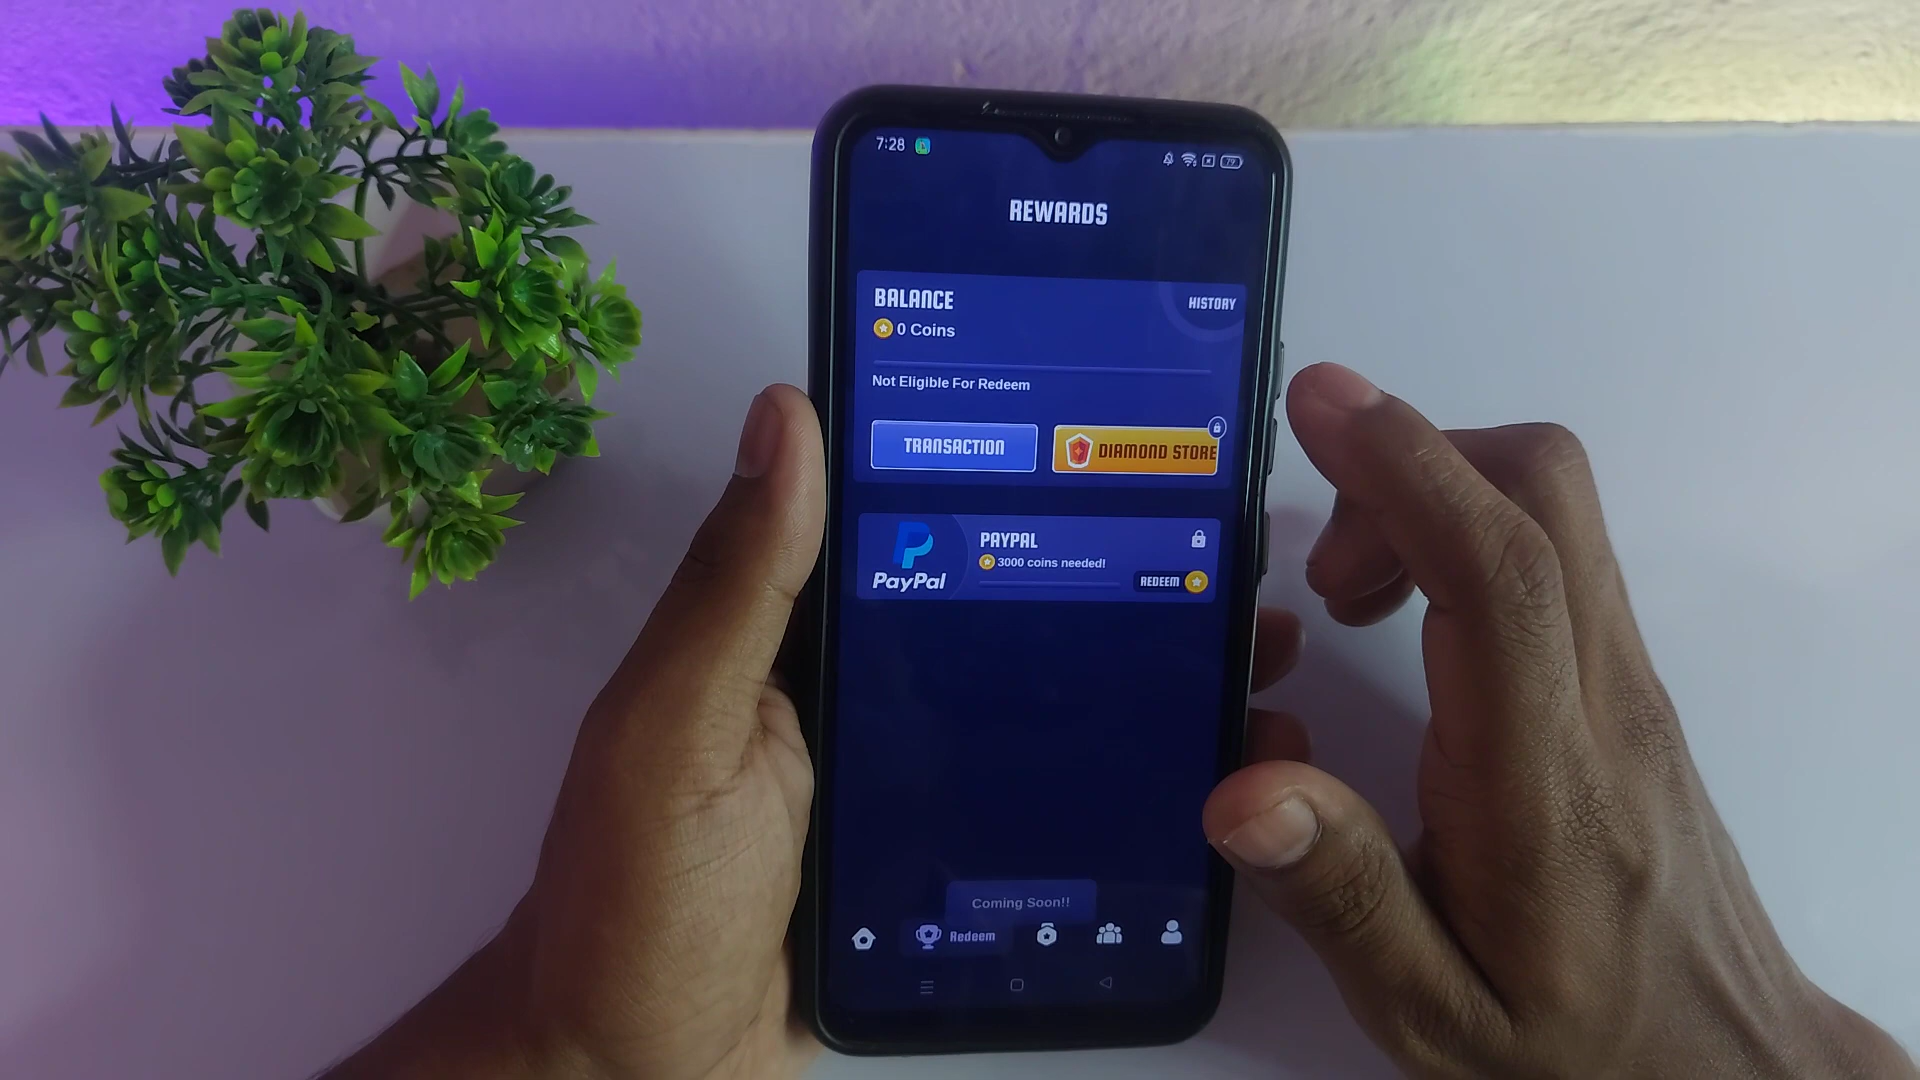 7:28
79
REWARDS
BALANCE
HISTORY
0 Coins
Not Eligible For Redeem
TRANSACTION
DIAMOND STORE
PAYPAL
3000 coins needed!
PayPal
REDEEM
Coming Soon!!
Redeem